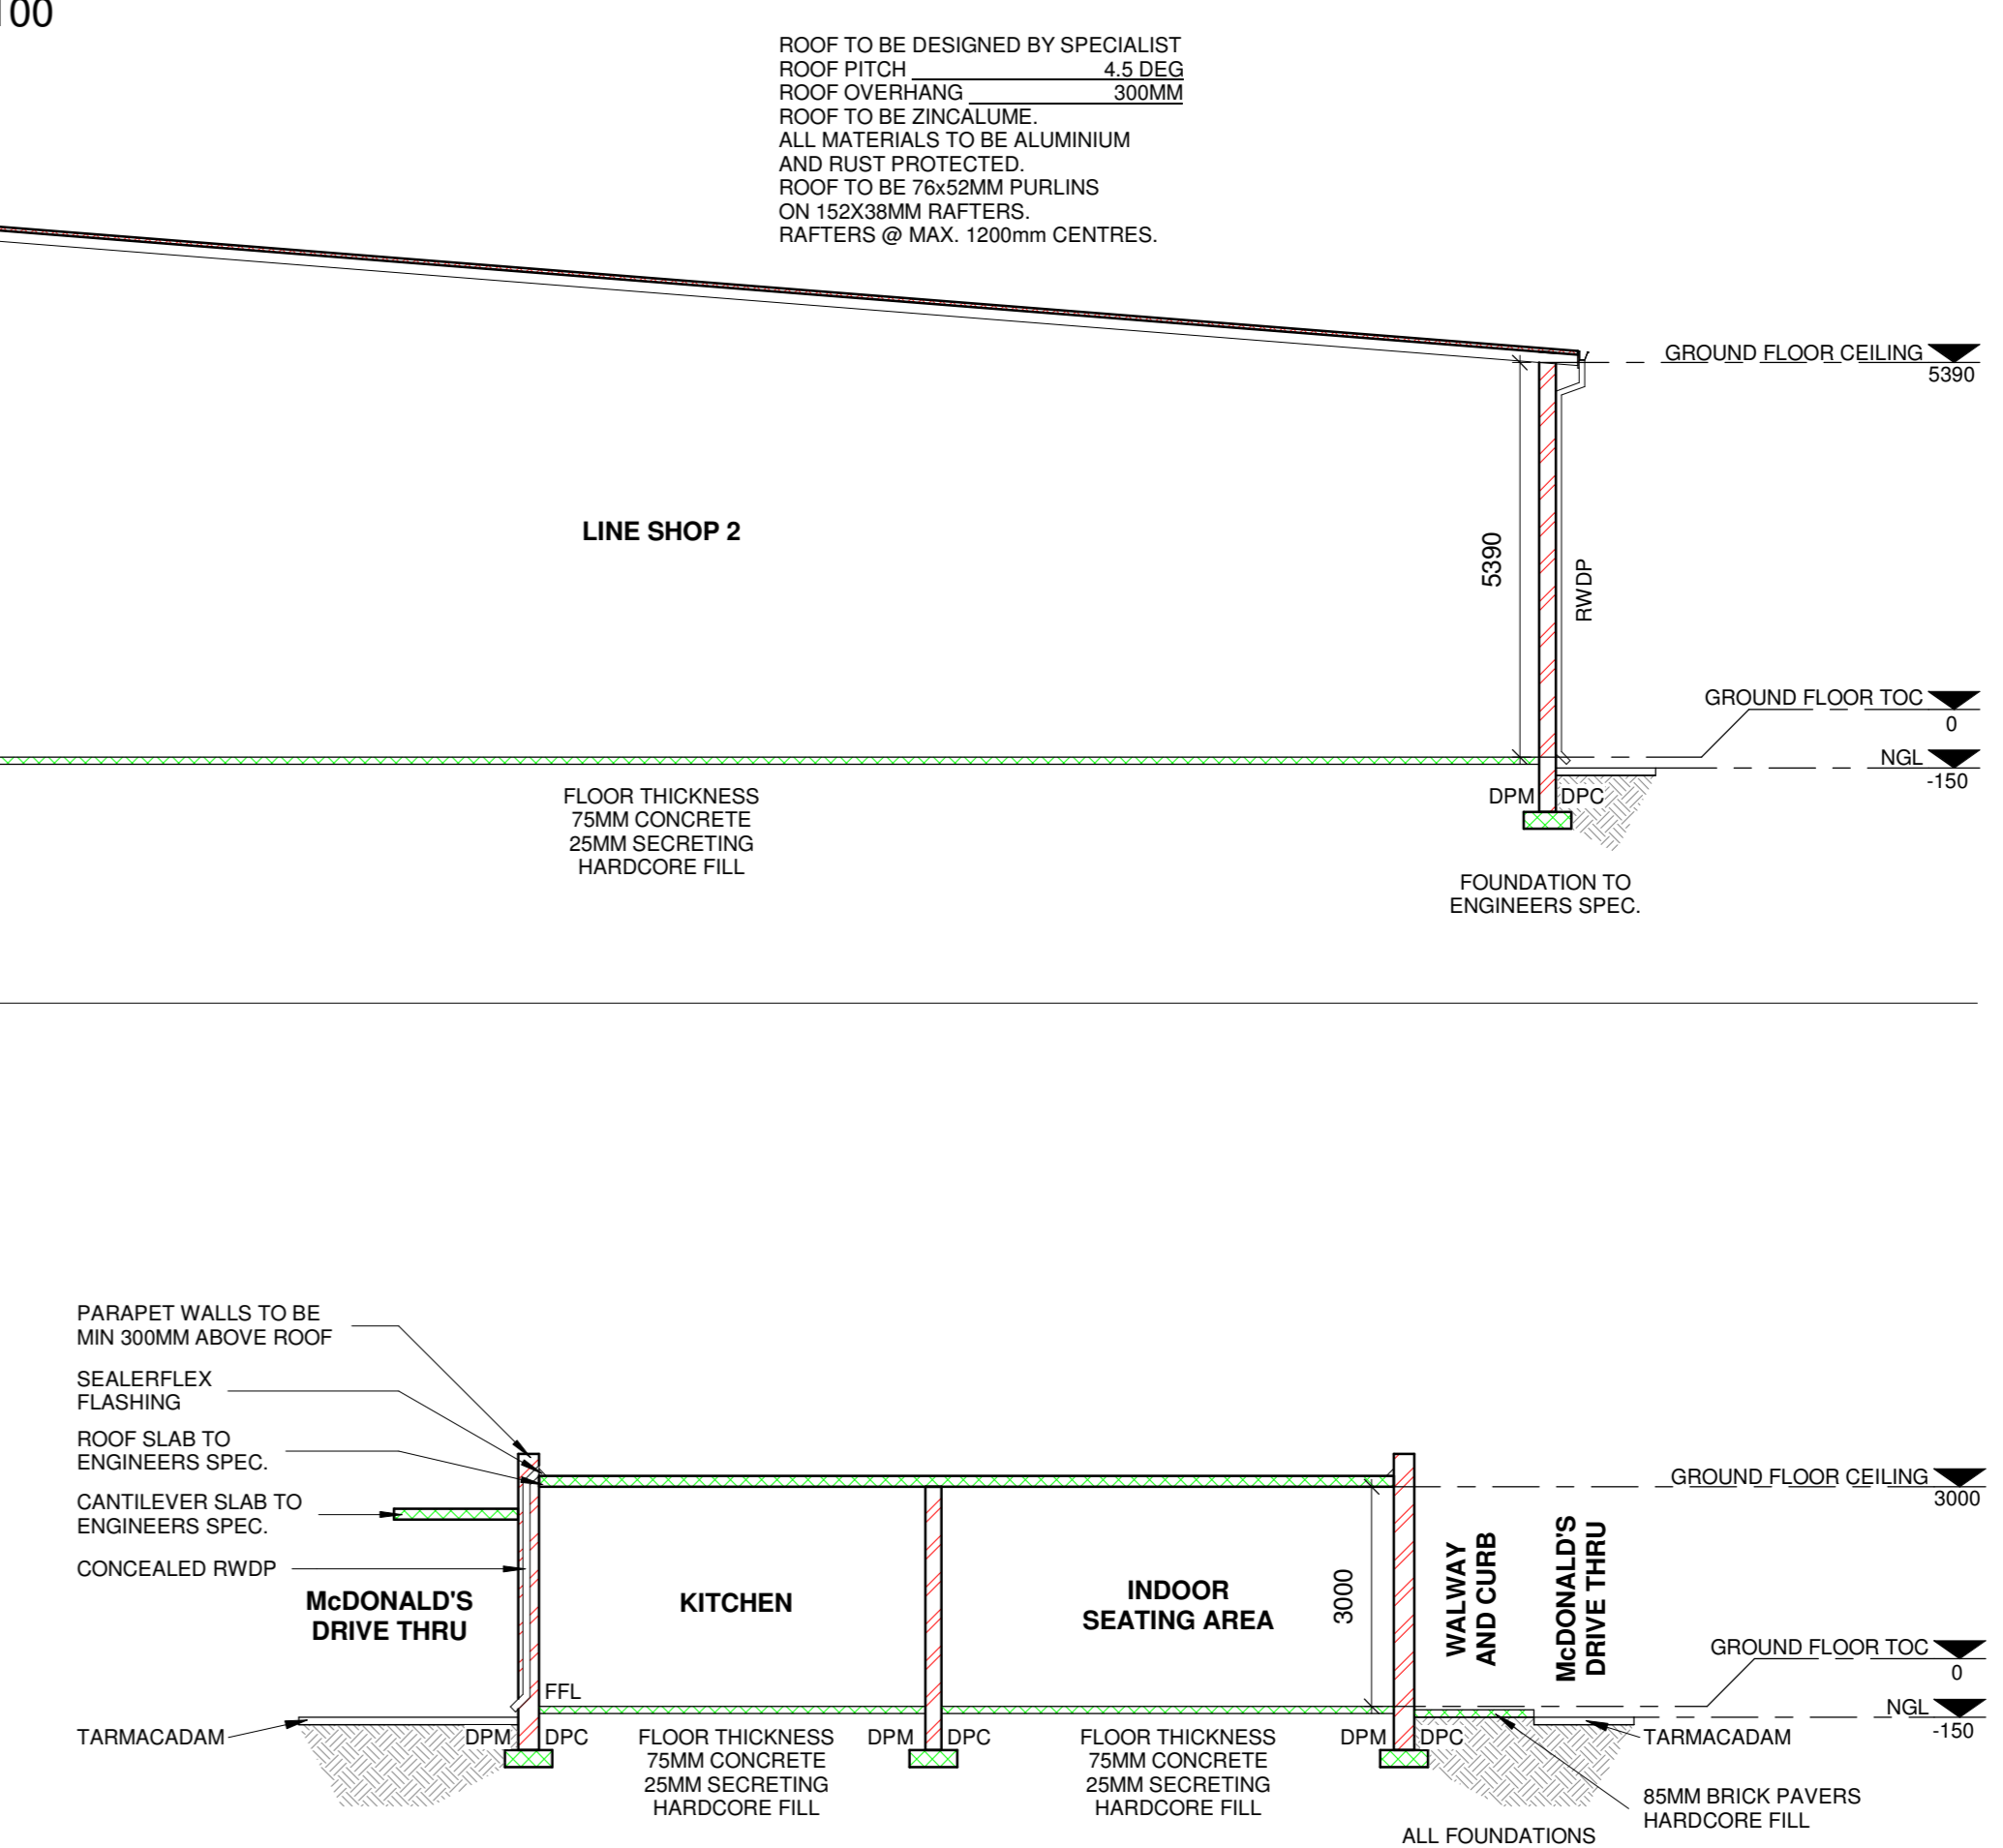 100
ROOF TO BE DESIGNED BY SPECIALIST
ROOF PITCH 4.5 DEG
ROOF OVERHANG 300MM
ROOF TO BE ZINCALUME.
ALL MATERIALS TO BE ALUMINIUM
AND RUST PROTECTED.
ROOF TO BE 76x52MM PURLINS
ON 152X38MM RAFTERS.
RAFTERS @ MAX. 1200mm CENTRES.
GROUND FLOOR CEILING
5390
LINE SHOP 2
5390
RWDP
GROUND FLOOR TOC
0
NGL
-150
DPM DPC
FLOOR THICKNESS
75MM CONCRETE
25MM SECRETING
HARDCORE FILL
FOUNDATION TO
ENGINEERS SPEC.
PARAPET WALLS TO BE
MIN 300MM ABOVE ROOF
SEALERFLEX
FLASHING
ROOF SLAB TO
ENGINEERS SPEC.
CANTILEVER SLAB TO
ENGINEERS SPEC.
CONCEALED RWDP
McDONALD'S
DRIVE THRU
KITCHEN
INDOOR
SEATING AREA
3000
WALWAY
AND CURB
McDONALD'S
DRIVE THRU
GROUND FLOOR CEILING
3000
GROUND FLOOR TOC
0
NGL
-150
FFL
TARMACADAM
DPM DPC
FLOOR THICKNESS
75MM CONCRETE
25MM SECRETING
HARDCORE FILL
DPM DPC
FLOOR THICKNESS
75MM CONCRETE
25MM SECRETING
HARDCORE FILL
DPM DPC
TARMACADAM
85MM BRICK PAVERS
HARDCORE FILL
ALL FOUNDATIONS